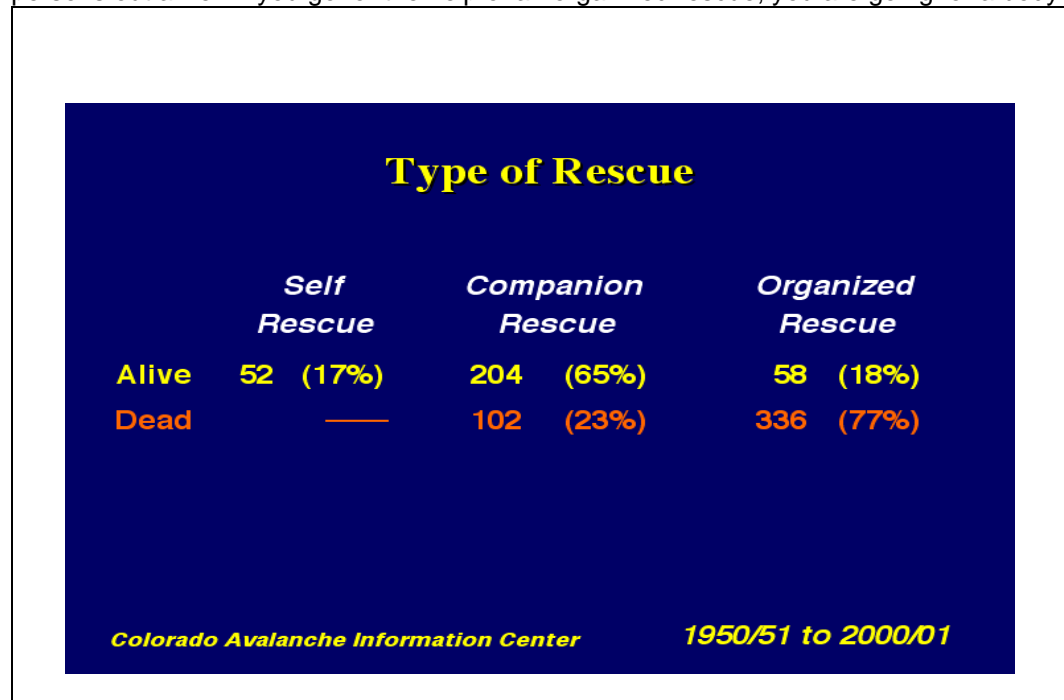 Type of Rescue
Self Companion Organized
Rescue Rescue Rescue
Alive 52 (17%) 204 (65%) 58 (18%)
Dead —— 102 (23%) 336 (77%)
Colorado Avalanche Information Center 1950/51 to 2000/01